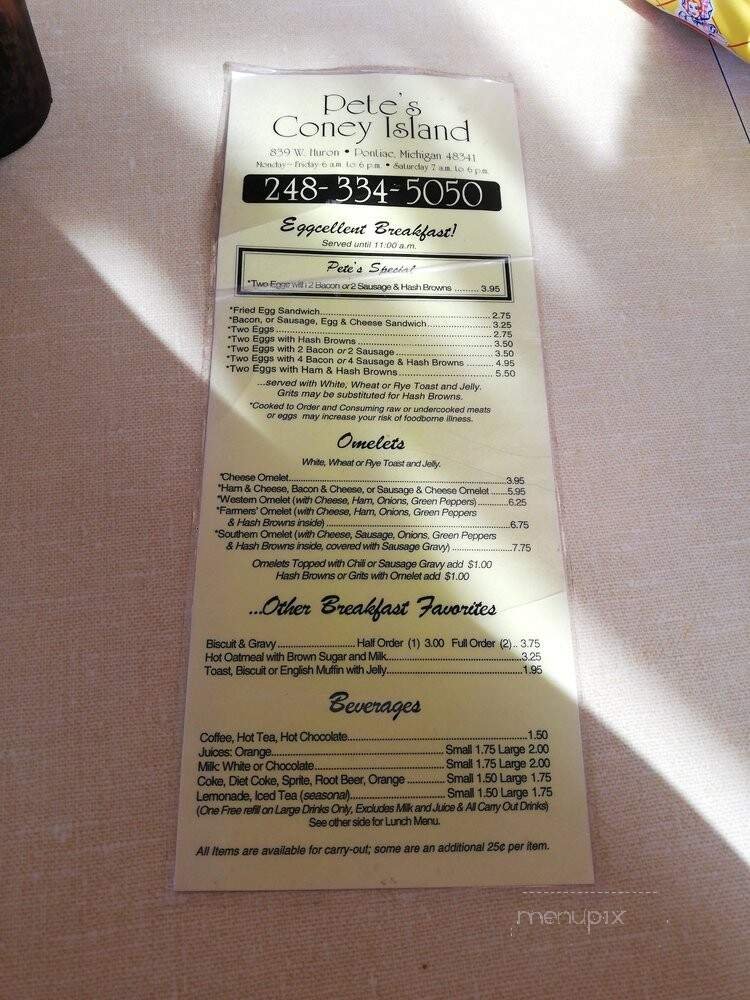 Pete's
Coney Island
839 W. Huron • Pontiac, Michigan 48341
Monday – Friday 6 a.m. to 6 p.m. • Saturday 7 a.m. to 6 p.m.
248-334-5050
Eggcellent Breakfast!
Served until 11:00 a.m.
Pete's Special
*Two Eggs with 2 Bacon or 2 Sausage & Hash Browns ......... 3.95
*Fried Egg Sandwich.................................................... 2.75
*Bacon, or Sausage, Egg & Cheese Sandwich.................. 3.25
*Two Eggs ................................................................ 2.75
*Two Eggs with Hash Browns ....................................... 3.50
*Two Eggs with 2 Bacon or 2 Sausage ............................ 3.50
*Two Eggs with 4 Bacon or 4 Sausage & Hash Browns ........ 4.95
*Two Eggs with Ham & Hash Browns .............................. 5.50
...served with White, Wheat or Rye Toast and Jelly.
Grits may be substituted for Hash Browns.
*Cooked to Order and Consuming raw or undercooked meats
or eggs may increase your risk of foodborne illness.
Omelets
White, Wheat or Rye Toast and Jelly.
*Cheese Omelet.............................................................3.95
*Ham & Cheese, Bacon & Cheese, or Sausage & Cheese Omelet ......5.95
*Western Omelet (with Cheese, Ham, Onions, Green Peppers)..........6.25
*Farmers' Omelet (with Cheese, Ham, Onions, Green Peppers
& Hash Browns inside) ..................................................6.75
*Southern Omelet (with Cheese, Sausage, Onions, Green Peppers
& Hash Browns inside, covered with Sausage Gravy) ....................7.75
Omelets Topped with Chili or Sausage Gravy add $1.00
Hash Browns or Grits with Omelet add $1.00
...Other Breakfast Favorites
Biscuit & Gravy ........................ Half Order (1) 3.00 Full Order (2).. 3.75
Hot Oatmeal with Brown Sugar and Milk........................................3.25
Toast, Biscuit or English Muffin with Jelly........................................1.95
Beverages
Coffee, Hot Tea, Hot Chocolate.....................................................1.50
Juices: Orange................................................... Small 1.75 Large 2.00
Milk: White or Chocolate...................................... Small 1.75 Large 2.00
Coke, Diet Coke, Sprite, Root Beer, Orange ............ Small 1.50 Large 1.75
Lemonade, Iced Tea (seasonal)............................ Small 1.50 Large 1.75
(One Free refill on Large Drinks Only, Excludes Milk and Juice & All Carry Out Drinks)
See other side for Lunch Menu.
All Items are available for carry-out; some are an additional 25¢ per item.
menupix